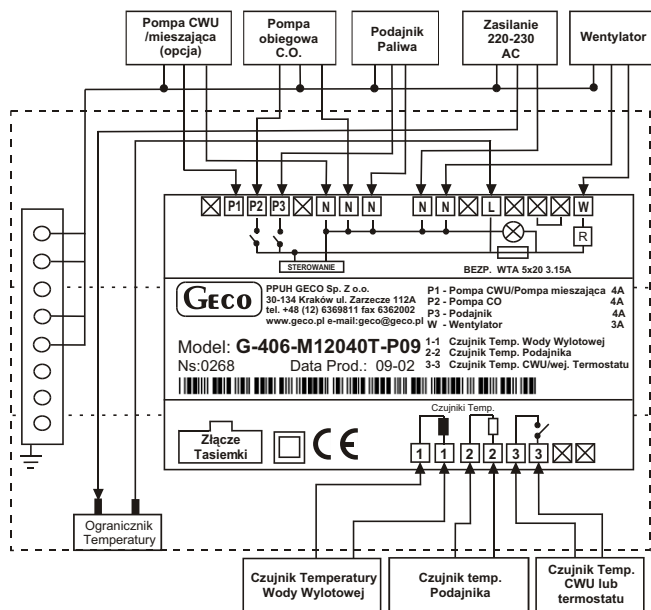 Pompa CWU
/mieszająca
(opcja)
Pompa
obiegowa
C.O.
Podajnik
Paliwa
Zasilanie
220-230
AC
Wentylator
P1 P2 P3 N N N N N L W
R
STEROWANIE
BEZP. WTA 5x20 3.15A
GECO
PPUH GECO Sp. Z o.o.
30-134 Kraków ul. Zarzecze 112A
tel. +48 (12) 6369811 fax 6362002
www.geco.pl e-mail:geco@geco.pl
P1 - Pompa CWU/Pompa mieszająca 4A
P2 - Pompa CO 4A
P3 - Podajnik 4A
W - Wentylator 3A
Model: G-406-M12040T-P09
Ns:0268 Data Prod.: 09-02
1-1 Czujnik Temp. Wody Wylotowej
2-2 Czujnik Temp. Podajnika
3-3 Czujnik Temp. CWU/wej. Termostatu
Złącze
Tasiemki
CE
Czujniki Temp.
1 1 2 2 3 3
Ogranicznik
Temperatury
Czujnik Temperatury
Wody Wylotowej
Czujnik temp.
Podajnika
Czujnik Temp.
CWU lub
termostatu